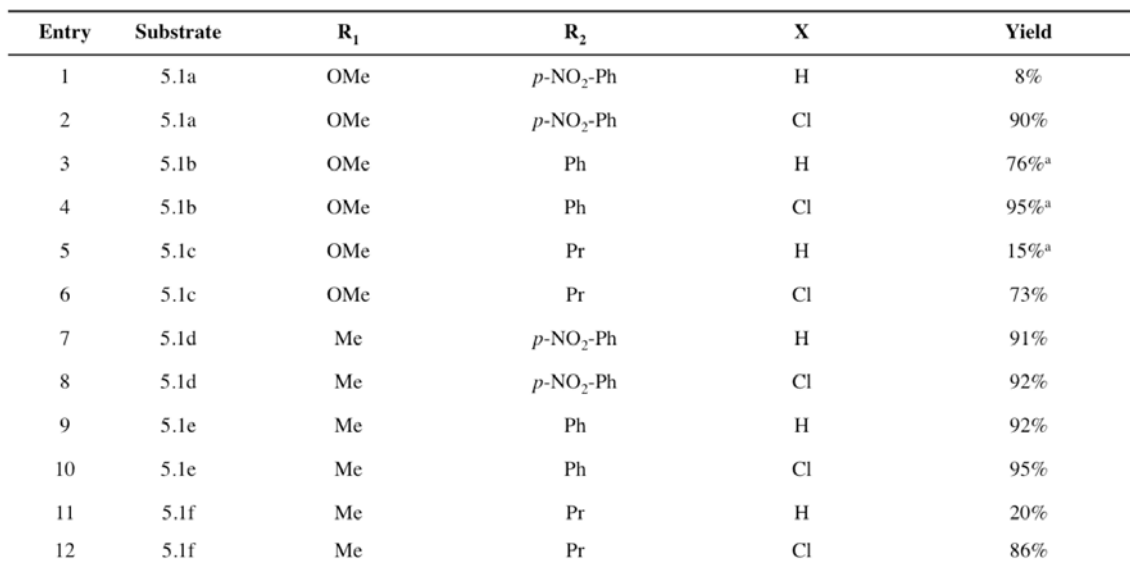 Entry Substrate R₁ R₂ X Yield
1 5.1a OMe p-NO₂-Ph H 8%
2 5.1a OMe p-NO₂-Ph Cl 90%
3 5.1b OMe Ph H 76%ᵃ
4 5.1b OMe Ph Cl 95%ᵃ
5 5.1c OMe Pr H 15%ᵃ
6 5.1c OMe Pr Cl 73%
7 5.1d Me p-NO₂-Ph H 91%
8 5.1d Me p-NO₂-Ph Cl 92%
9 5.1e Me Ph H 92%
10 5.1e Me Ph Cl 95%
11 5.1f Me Pr H 20%
12 5.1f Me Pr Cl 86%